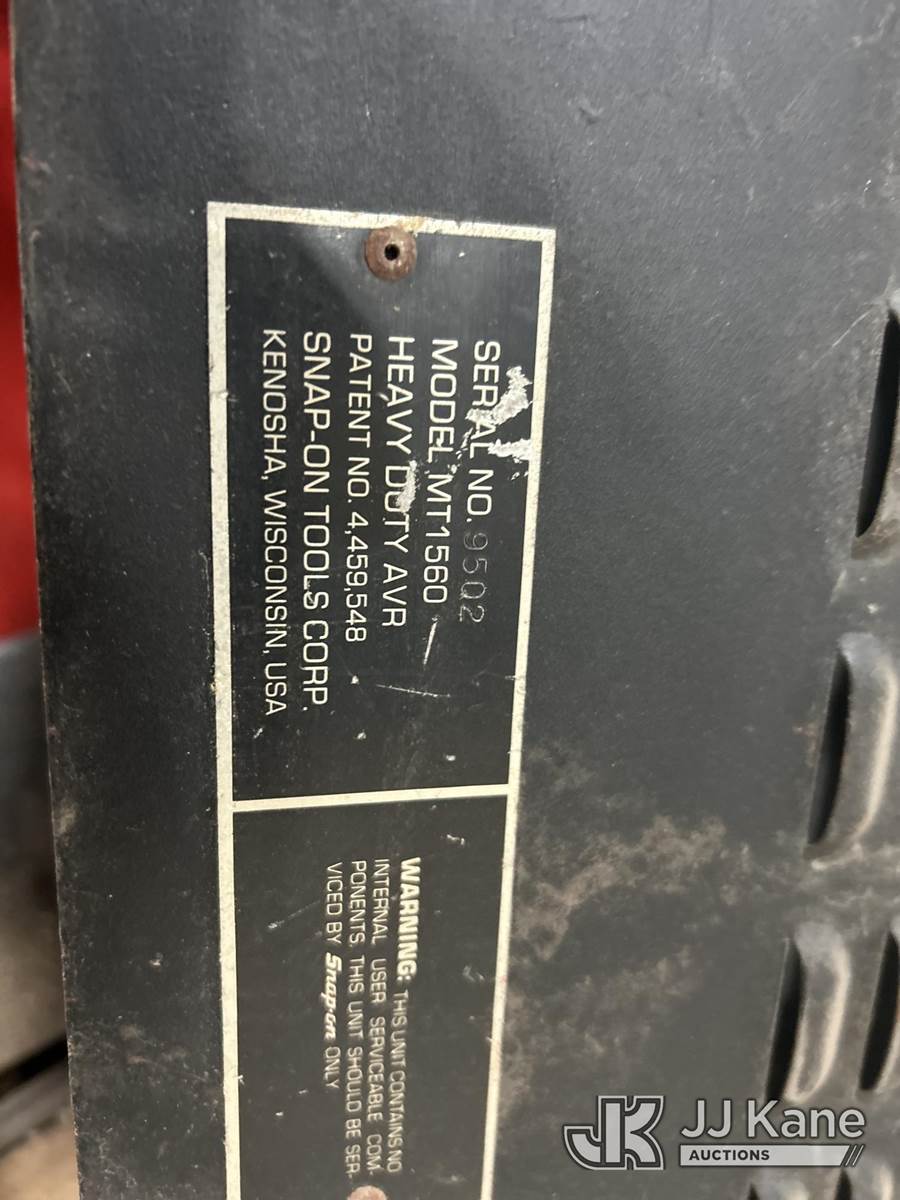 SERIAL NO. 9502
MODEL MT1560
HEAVY DUTY AVR
PATENT NO. 4,459,548
SNAP-ON TOOLS CORP.
KENOSHA, WISCONSIN, USA
WARNING: THIS UNIT CONTAINS NO
INTERNAL USER SERVICEABLE COM-
PONENTS. THIS UNIT SHOULD BE SER-
VICED BY Snap-on ONLY
JK JJ Kane
AUCTIONS